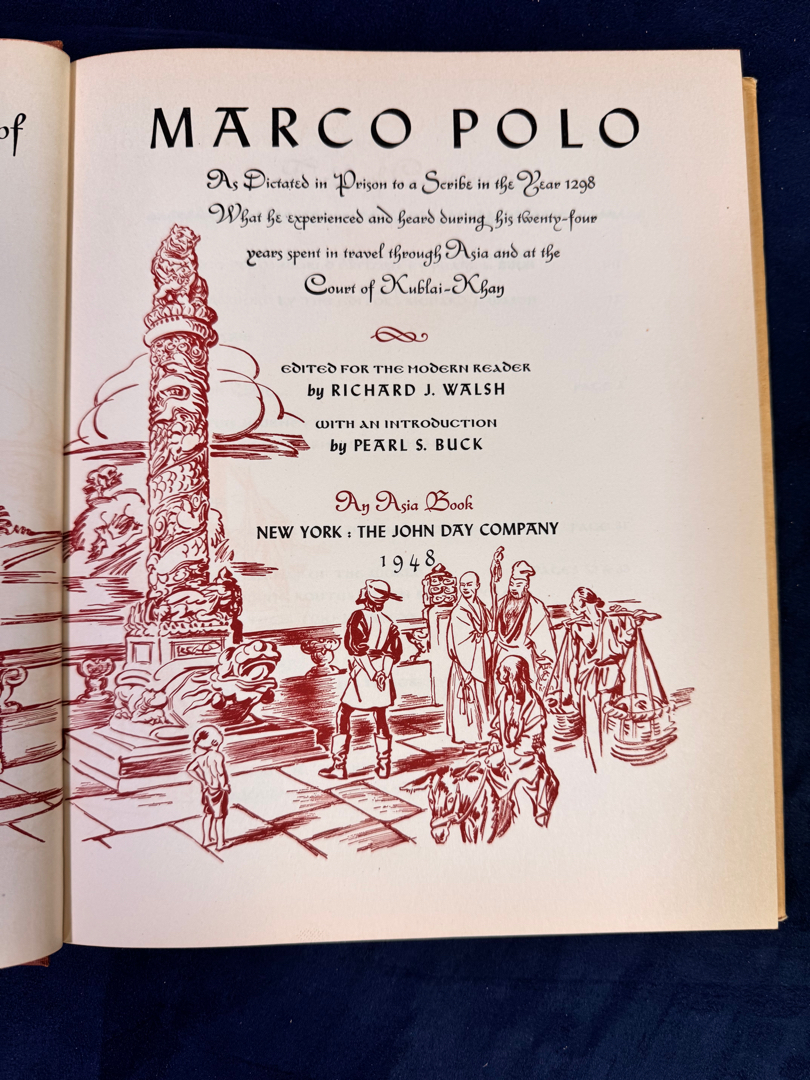 of
MARCO POLO
As Dictated in Prison to a Scribe in the Year 1298
What he experienced and heard during his twenty-four
years spent in travel through Asia and at the
Court of Kublai-Khan
EDITED FOR THE MODERN READER
by RICHARD J. WALSH
WITH AN INTRODUCTION
by PEARL S. BUCK
An Asia Book
NEW YORK : THE JOHN DAY COMPANY
1948